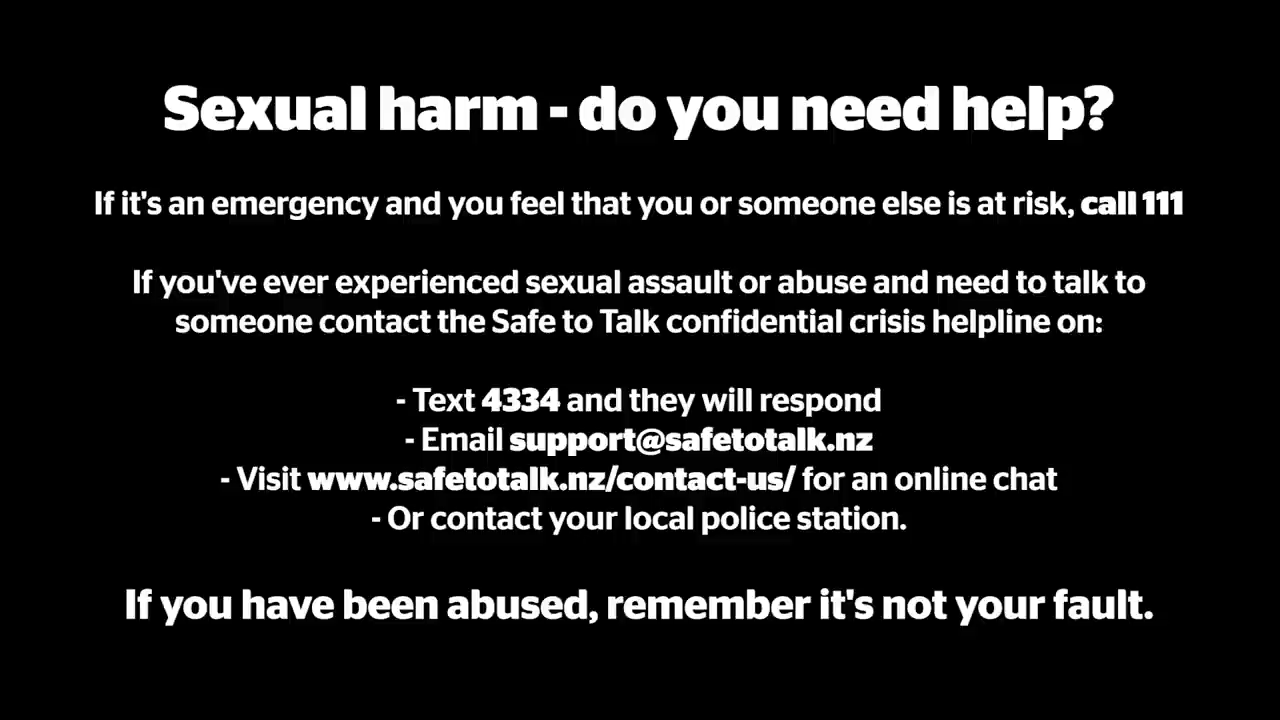 Sexual harm - do you need help?
If it's an emergency and you feel that you or someone else is at risk, call 111
If you've ever experienced sexual assault or abuse and need to talk to
someone contact the Safe to Talk confidential crisis helpline on:
- Text 4334 and they will respond
- Email support@safetotalk.nz
- Visit www.safetotalk.nz/contact-us/ for an online chat
- Or contact your local police station.
If you have been abused, remember it's not your fault.